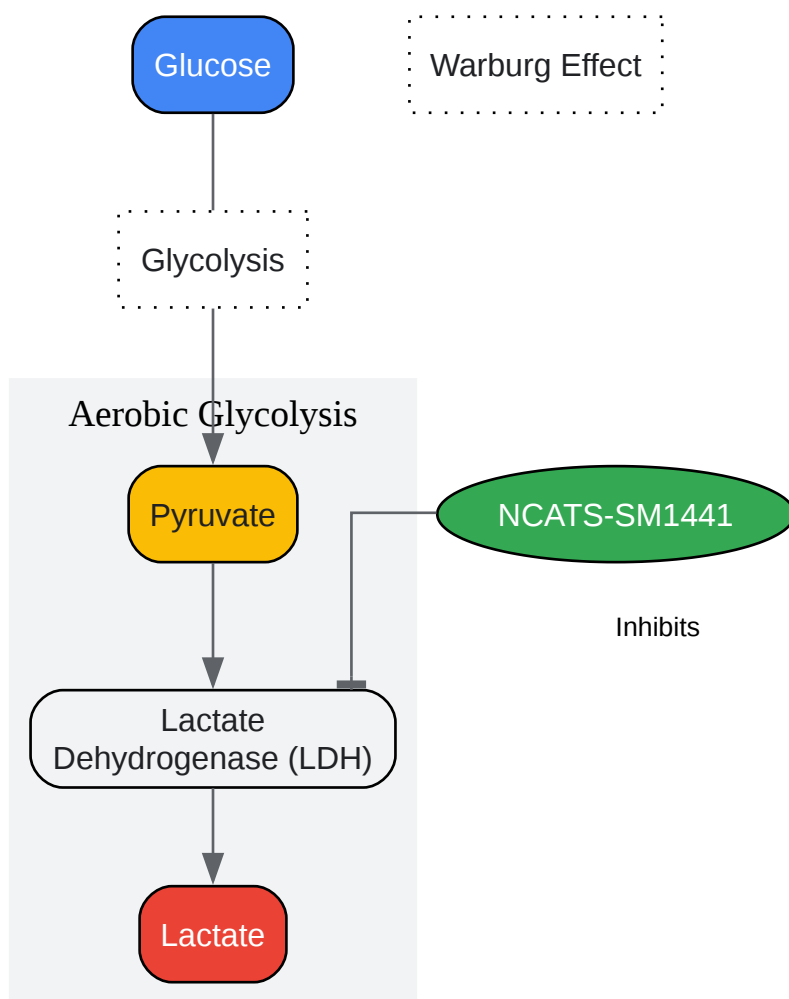 Glucose
Warburg Effect
Glycolysis
Aerobic Glycolysis
Pyruvate
NCATS-SM1441
Inhibits
Lactate
Dehydrogenase (LDH)
Lactate